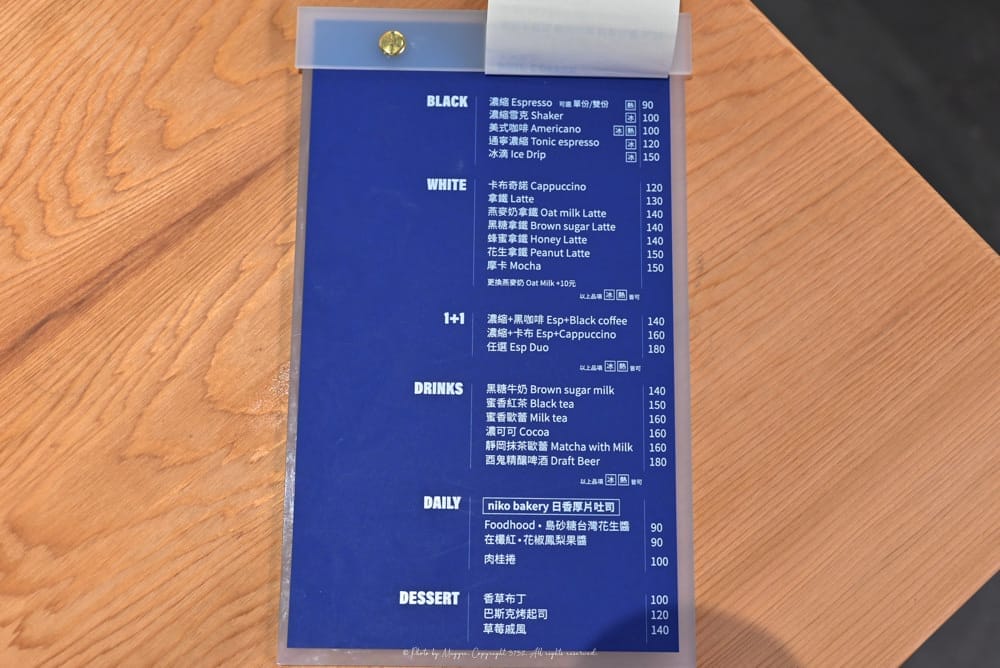 BLACK
濃縮 Espresso 可選 單份/雙份 熱 90
濃縮雪克 Shaker 冰 100
美式咖啡 Americano 冰 熱 100
通寧濃縮 Tonic espresso 冰 120
冰滴 Ice Drip 冰 150
WHITE
卡布奇諾 Cappuccino 120
拿鐵 Latte 130
燕麥奶拿鐵 Oat milk Latte 140
黑糖拿鐵 Brown sugar Latte 140
蜂蜜拿鐵 Honey Latte 140
花生拿鐵 Peanut Latte 150
摩卡 Mocha 150
更換燕麥奶 Oat Milk +10元
以上品項 冰 熱 皆可
1+1
濃縮+黑咖啡 Esp+Black coffee 140
濃縮+卡布 Esp+Cappuccino 160
任選 Esp Duo 180
以上品項 冰 熱 皆可
DRINKS
黑糖牛奶 Brown sugar milk 140
蜜香紅茶 Black tea 150
蜜香歐蕾 Milk tea 160
濃可可 Cocoa 160
靜岡抹茶歐蕾 Matcha with Milk 160
酉鬼精釀啤酒 Draft Beer 180
以上品項 冰 熱 皆可
DAILY
niko bakery 日香厚片吐司
Foodhood・島砂糖台灣花生醬 90
在欉紅・花椒鳳梨果醬 90
肉桂捲 100
DESSERT
香草布丁 100
巴斯克烤起司 120
草莓戚風 140
© Photo by Maggie. Copyright 3732. All rights reserved.